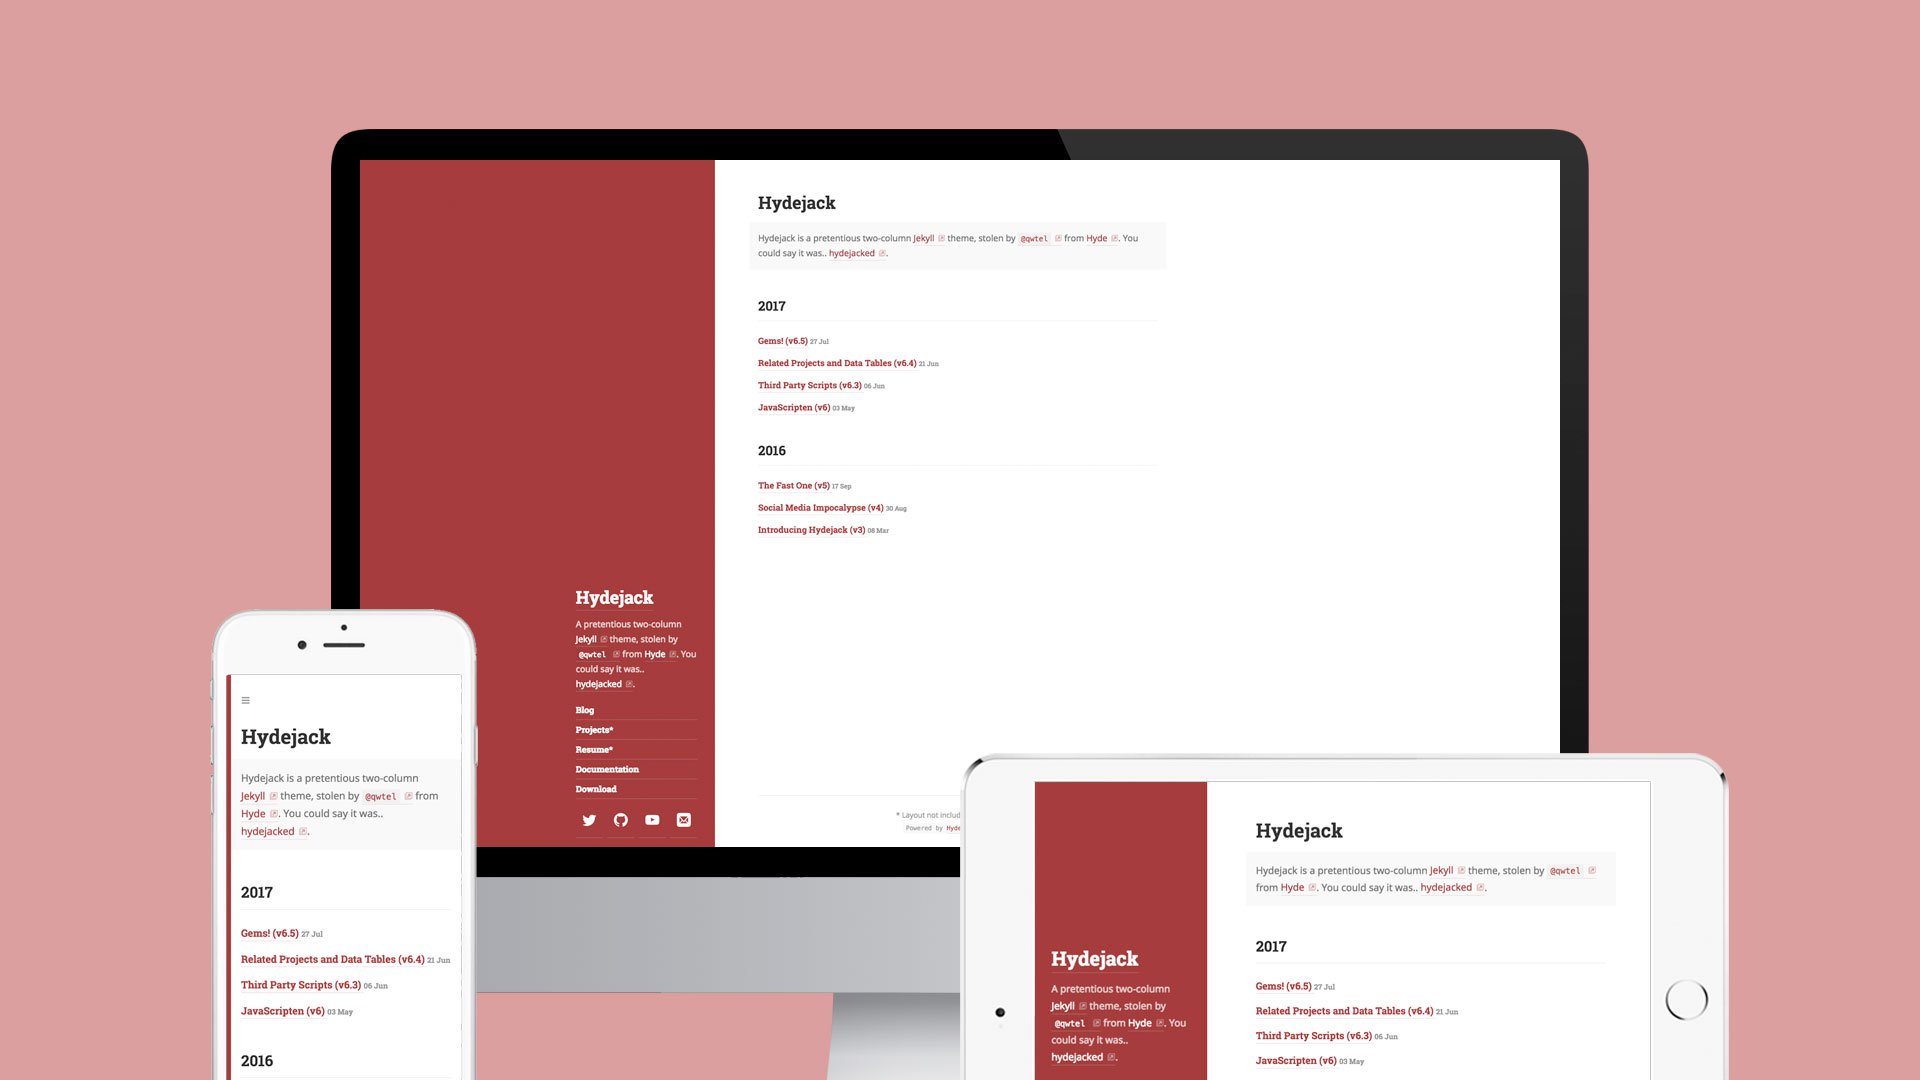 Hydejack
Hydejack is a pretentious two-column Jekyll theme, stolen by @qwtel from Hyde. You
could say it was.. hydejacked.
2017
Gems! (v6.5) 27 Jul
Related Projects and Data Tables (v6.4) 21 Jun
Third Party Scripts (v6.3) 06 Jun
JavaScripten (v6) 03 May
2016
The Fast One (v5) 17 Sep
Social Media Impocalypse (v4) 30 Aug
Introducing Hydejack (v3) 08 Mar
* Layout not includ
Powered by Hyde
Hydejack
A pretentious two-column
Jekyll theme, stolen by
@qwtel from Hyde. You
could say it was..
hydejacked.
Blog
Projects*
Resume*
Documentation
Download
Hydejack
Hydejack is a pretentious two-column
Jekyll theme, stolen by @qwtel from
Hyde. You could say it was..
hydejacked.
2017
Gems! (v6.5) 27 Jul
Related Projects and Data Tables (v6.4) 21 Jun
Third Party Scripts (v6.3) 06 Jun
JavaScripten (v6) 03 May
2016
Hydejack
A pretentious two-column
Jekyll theme, stolen by
@qwtel from Hyde. You
could say it was..
hydejacked.
Hydejack
Hydejack is a pretentious two-column Jekyll theme, stolen by @qwtel
from Hyde. You could say it was.. hydejacked.
2017
Gems! (v6.5) 27 Jul
Related Projects and Data Tables (v6.4) 21 Jun
Third Party Scripts (v6.3) 06 Jun
JavaScripten (v6) 03 May